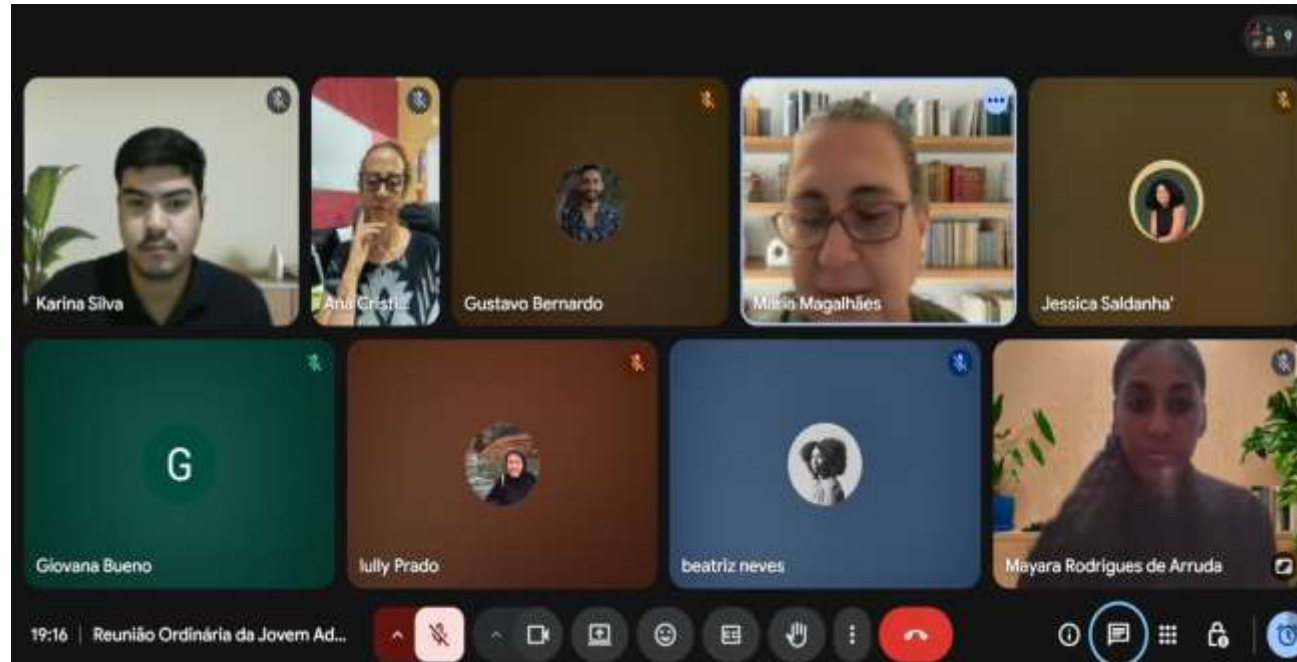 Karina Silva
Ana Cristi...
Gustavo Bernardo
Maria Magalhães
Jessica Saldanha'
G
Giovana Bueno
Iully Prado
beatriz neves
Mayara Rodrigues de Arruda
19:16 | Reunião Ordinária da Jovem Ad...